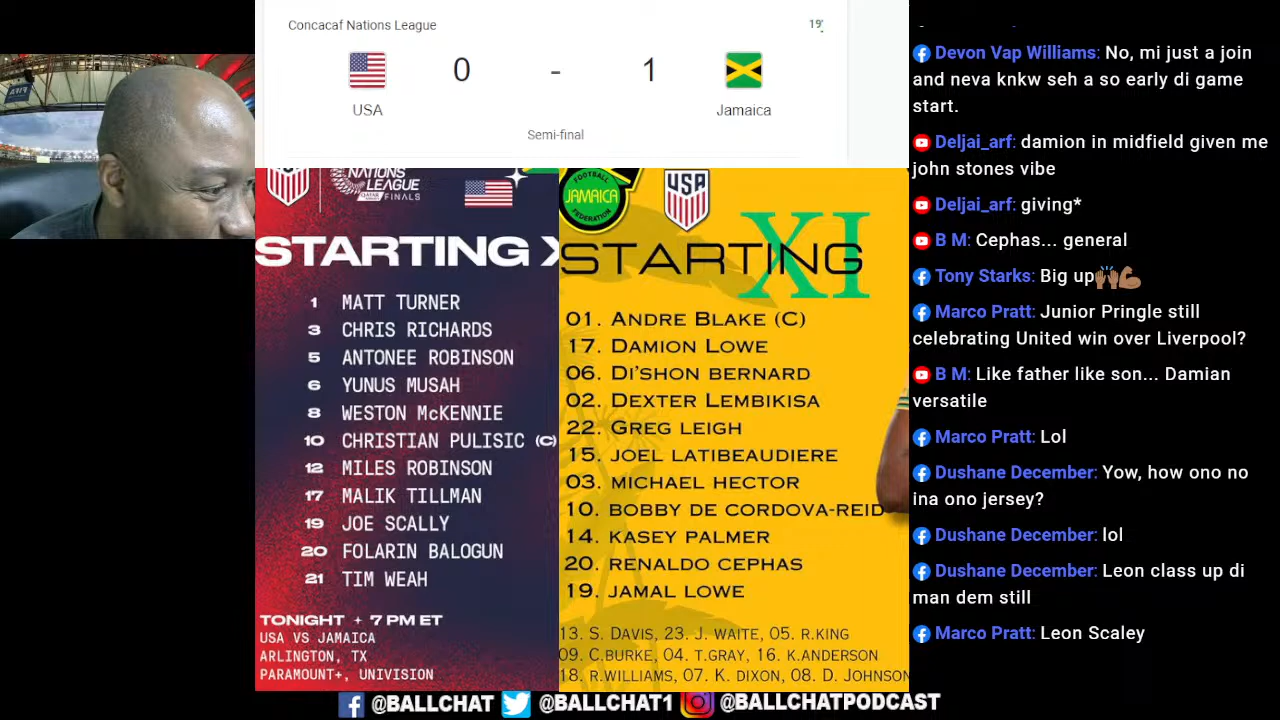 Concacaf Nations League
19'
USA 0 - 1 Jamaica
Semi-final
NATIONS
LEAGUE
FINALS
STARTING X
1 MATT TURNER
3 CHRIS RICHARDS
5 ANTONEE ROBINSON
6 YUNUS MUSAH
8 WESTON McKENNIE
10 CHRISTIAN PULISIC (C)
12 MILES ROBINSON
17 MALIK TILLMAN
19 JOE SCALLY
20 FOLARIN BALOGUN
21 TIM WEAH
TONIGHT + 7 PM ET
USA VS JAMAICA
ARLINGTON, TX
PARAMOUNT+, UNIVISION
FOOTBALL
JAMAICA
FEDERATION
USA
STARTING XI
01. ANDRE BLAKE (C)
17. DAMION LOWE
06. DI'SHON BERNARD
02. DEXTER LEMBIKISA
22. GREG LEIGH
15. JOEL LATIBEAUDIERE
03. MICHAEL HECTOR
10. BOBBY DE CORDOVA-REID
14. KASEY PALMER
20. RENALDO CEPHAS
19. JAMAL LOWE
13. S. DAVIS, 23. J. WAITE, 05. R.KING
09. C.BURKE, 04. T.GRAY, 16. K.ANDERSON
18. R.WILLIAMS, 07. K. DIXON, 08. D. JOHNSON
Devon Vap Williams: No, mi just a join
and neva knkw seh a so early di game
start.
Deljai_arf: damion in midfield given me
john stones vibe
Deljai_arf: giving*
B M: Cephas... general
Tony Starks: Big up🙌🏾💪🏾
Marco Pratt: Junior Pringle still
celebrating United win over Liverpool?
B M: Like father like son... Damian
versatile
Marco Pratt: Lol
Dushane December: Yow, how ono no
ina ono jersey?
Dushane December: lol
Dushane December: Leon class up di
man dem still
Marco Pratt: Leon Scaley
@BALLCHAT @BALLCHAT1 @BALLCHATPODCAST